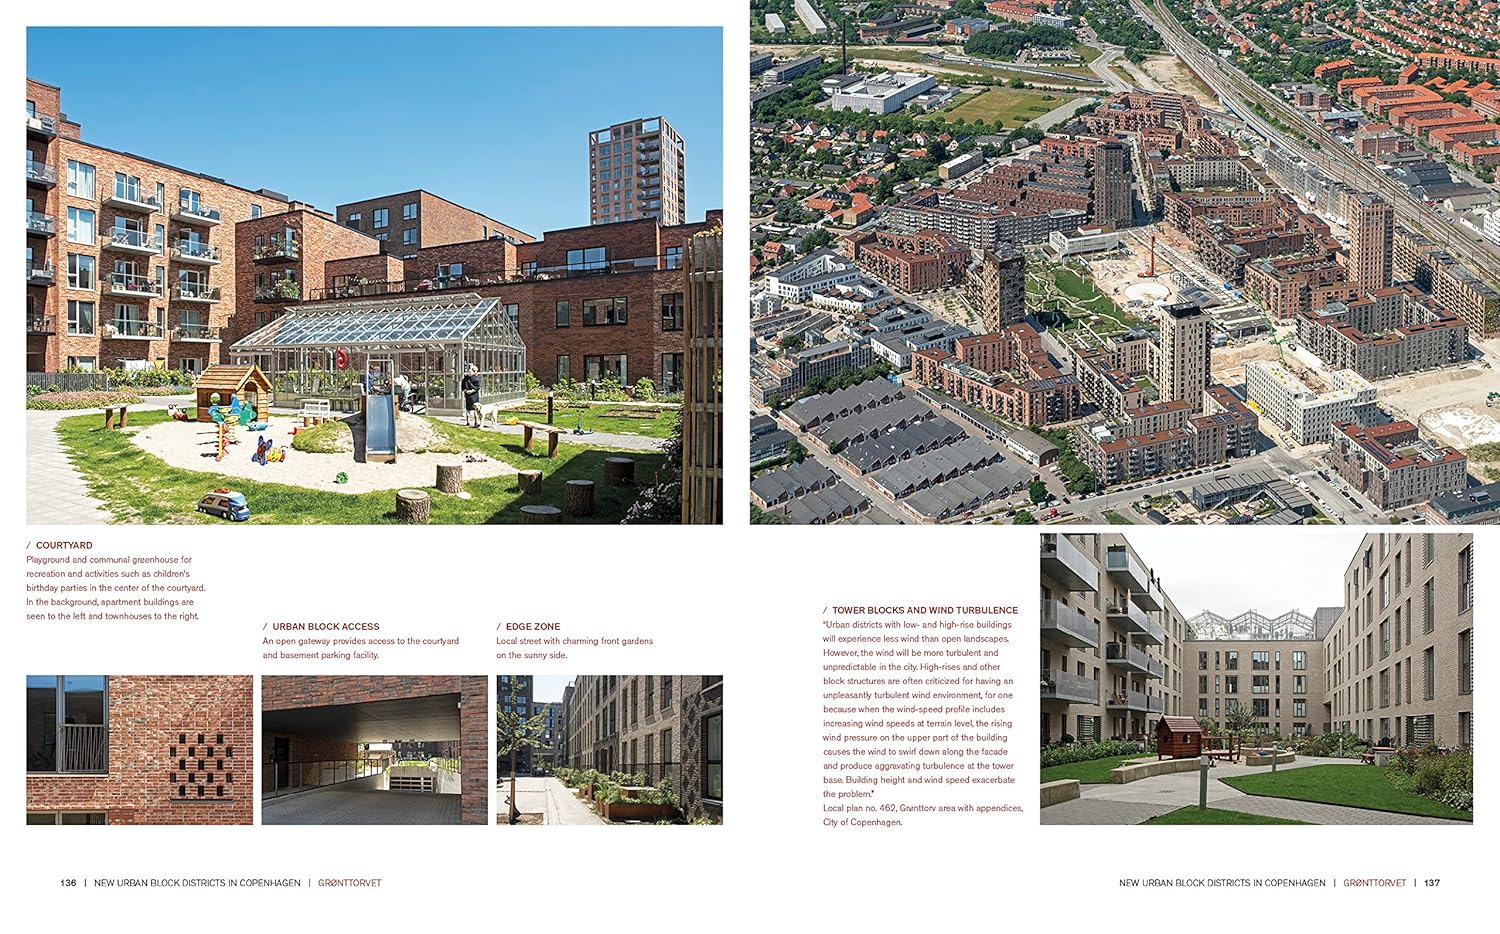 / COURTYARD
Playground and communal greenhouse for
recreation and activities such as children's
birthday parties in the center of the courtyard.
In the background, apartment buildings are
seen to the left and townhouses to the right.
/ URBAN BLOCK ACCESS
An open gateway provides access to the courtyard
and basement parking facility.
/ EDGE ZONE
Local street with charming front gardens
on the sunny side.
136 | NEW URBAN BLOCK DISTRICTS IN COPENHAGEN | GRØNTTORVET
/ TOWER BLOCKS AND WIND TURBULENCE
"Urban districts with low- and high-rise buildings
will experience less wind than open landscapes.
However, the wind will be more turbulent and
unpredictable in the city. High-rises and other
block structures are often criticized for having an
unpleasantly turbulent wind environment, for one
because when the wind-speed profile includes
increasing wind speeds at terrain level, the rising
wind pressure on the upper part of the building
causes the wind to swirl down along the facade
and produce aggravating turbulence at the tower
base. Building height and wind speed exacerbate
the problem."
Local plan no. 462, Grønttorv area with appendices,
City of Copenhagen.
NEW URBAN BLOCK DISTRICTS IN COPENHAGEN | GRØNTTORVET | 137